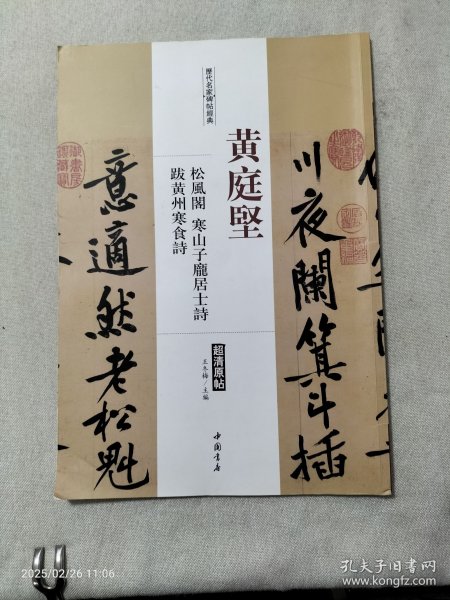 歷代名家碑帖經典
黄庭堅
松風閣 寒山子龐居士詩
跋黄州寒食詩
超清原帖
王冬梅/主編
中国書店
川夜闌箕斗插
意適然老松魁
2025/02/26 11:06
孔夫子旧书网
www.kongfz.com